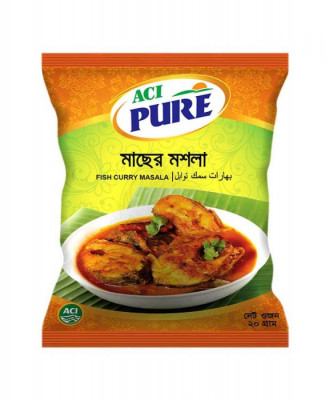 ACI
PURE
মাছের মশলা
FISH CURRY MASALA | بهارات سمك توابل
ACI
নেট ওজন
২০ গ্রাম